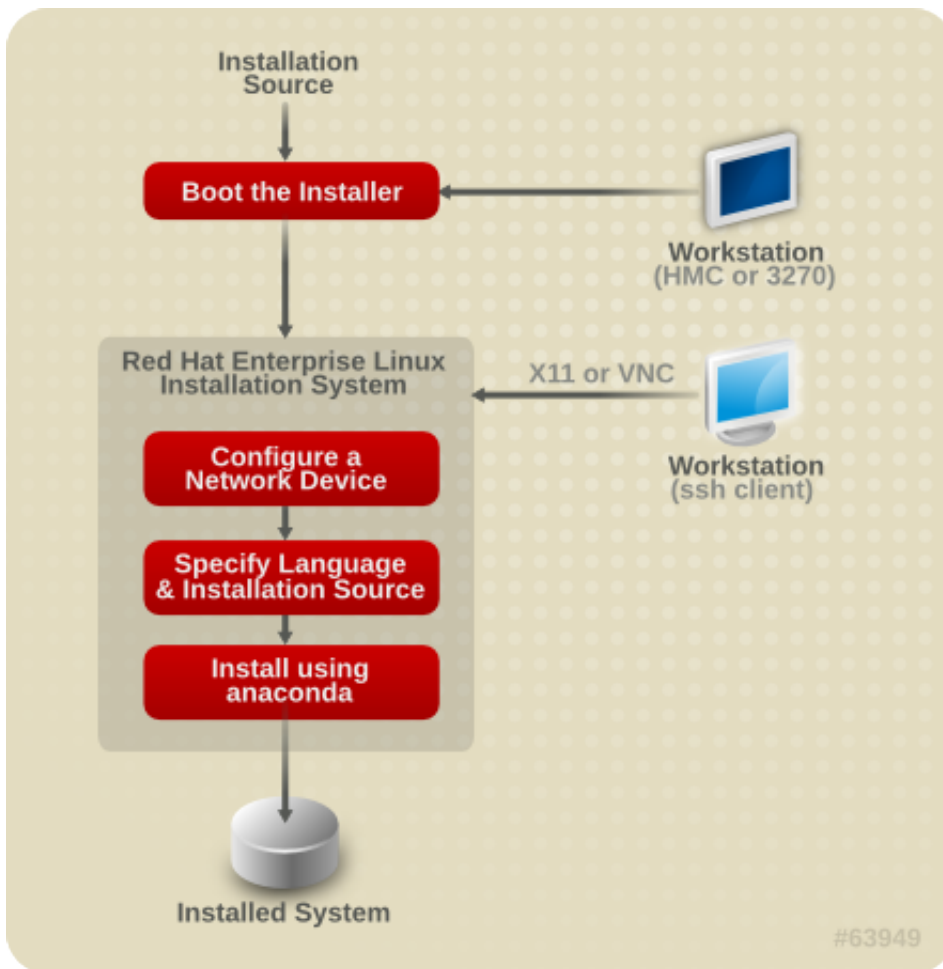 Installation
Source
Boot the Installer
Workstation
(HMC or 3270)
Red Hat Enterprise Linux
Installation System
X11 or VNC
Configure a
Network Device
Workstation
(ssh client)
Specify Language
& Installation Source
Install using
anaconda
Installed System
#63949